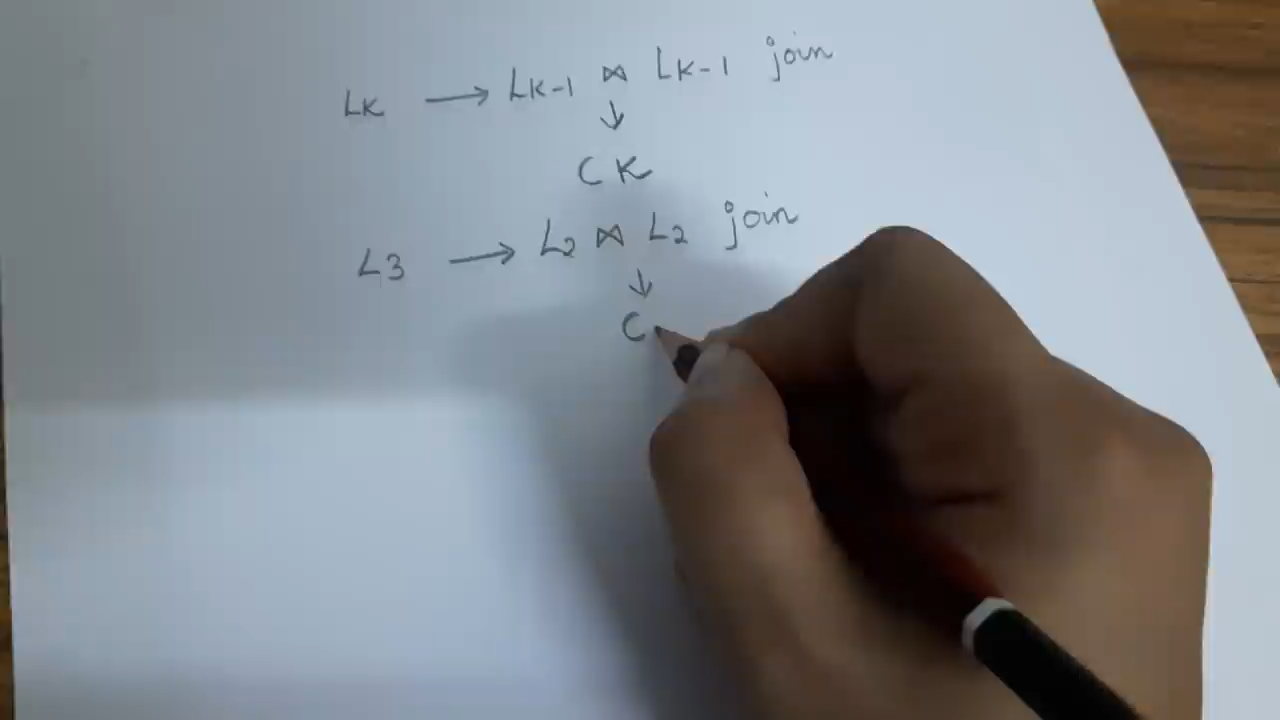 LK → LK-1 ⋈ LK-1 join
↓
CK
L3 → L2 ⋈ L2 join
↓
C